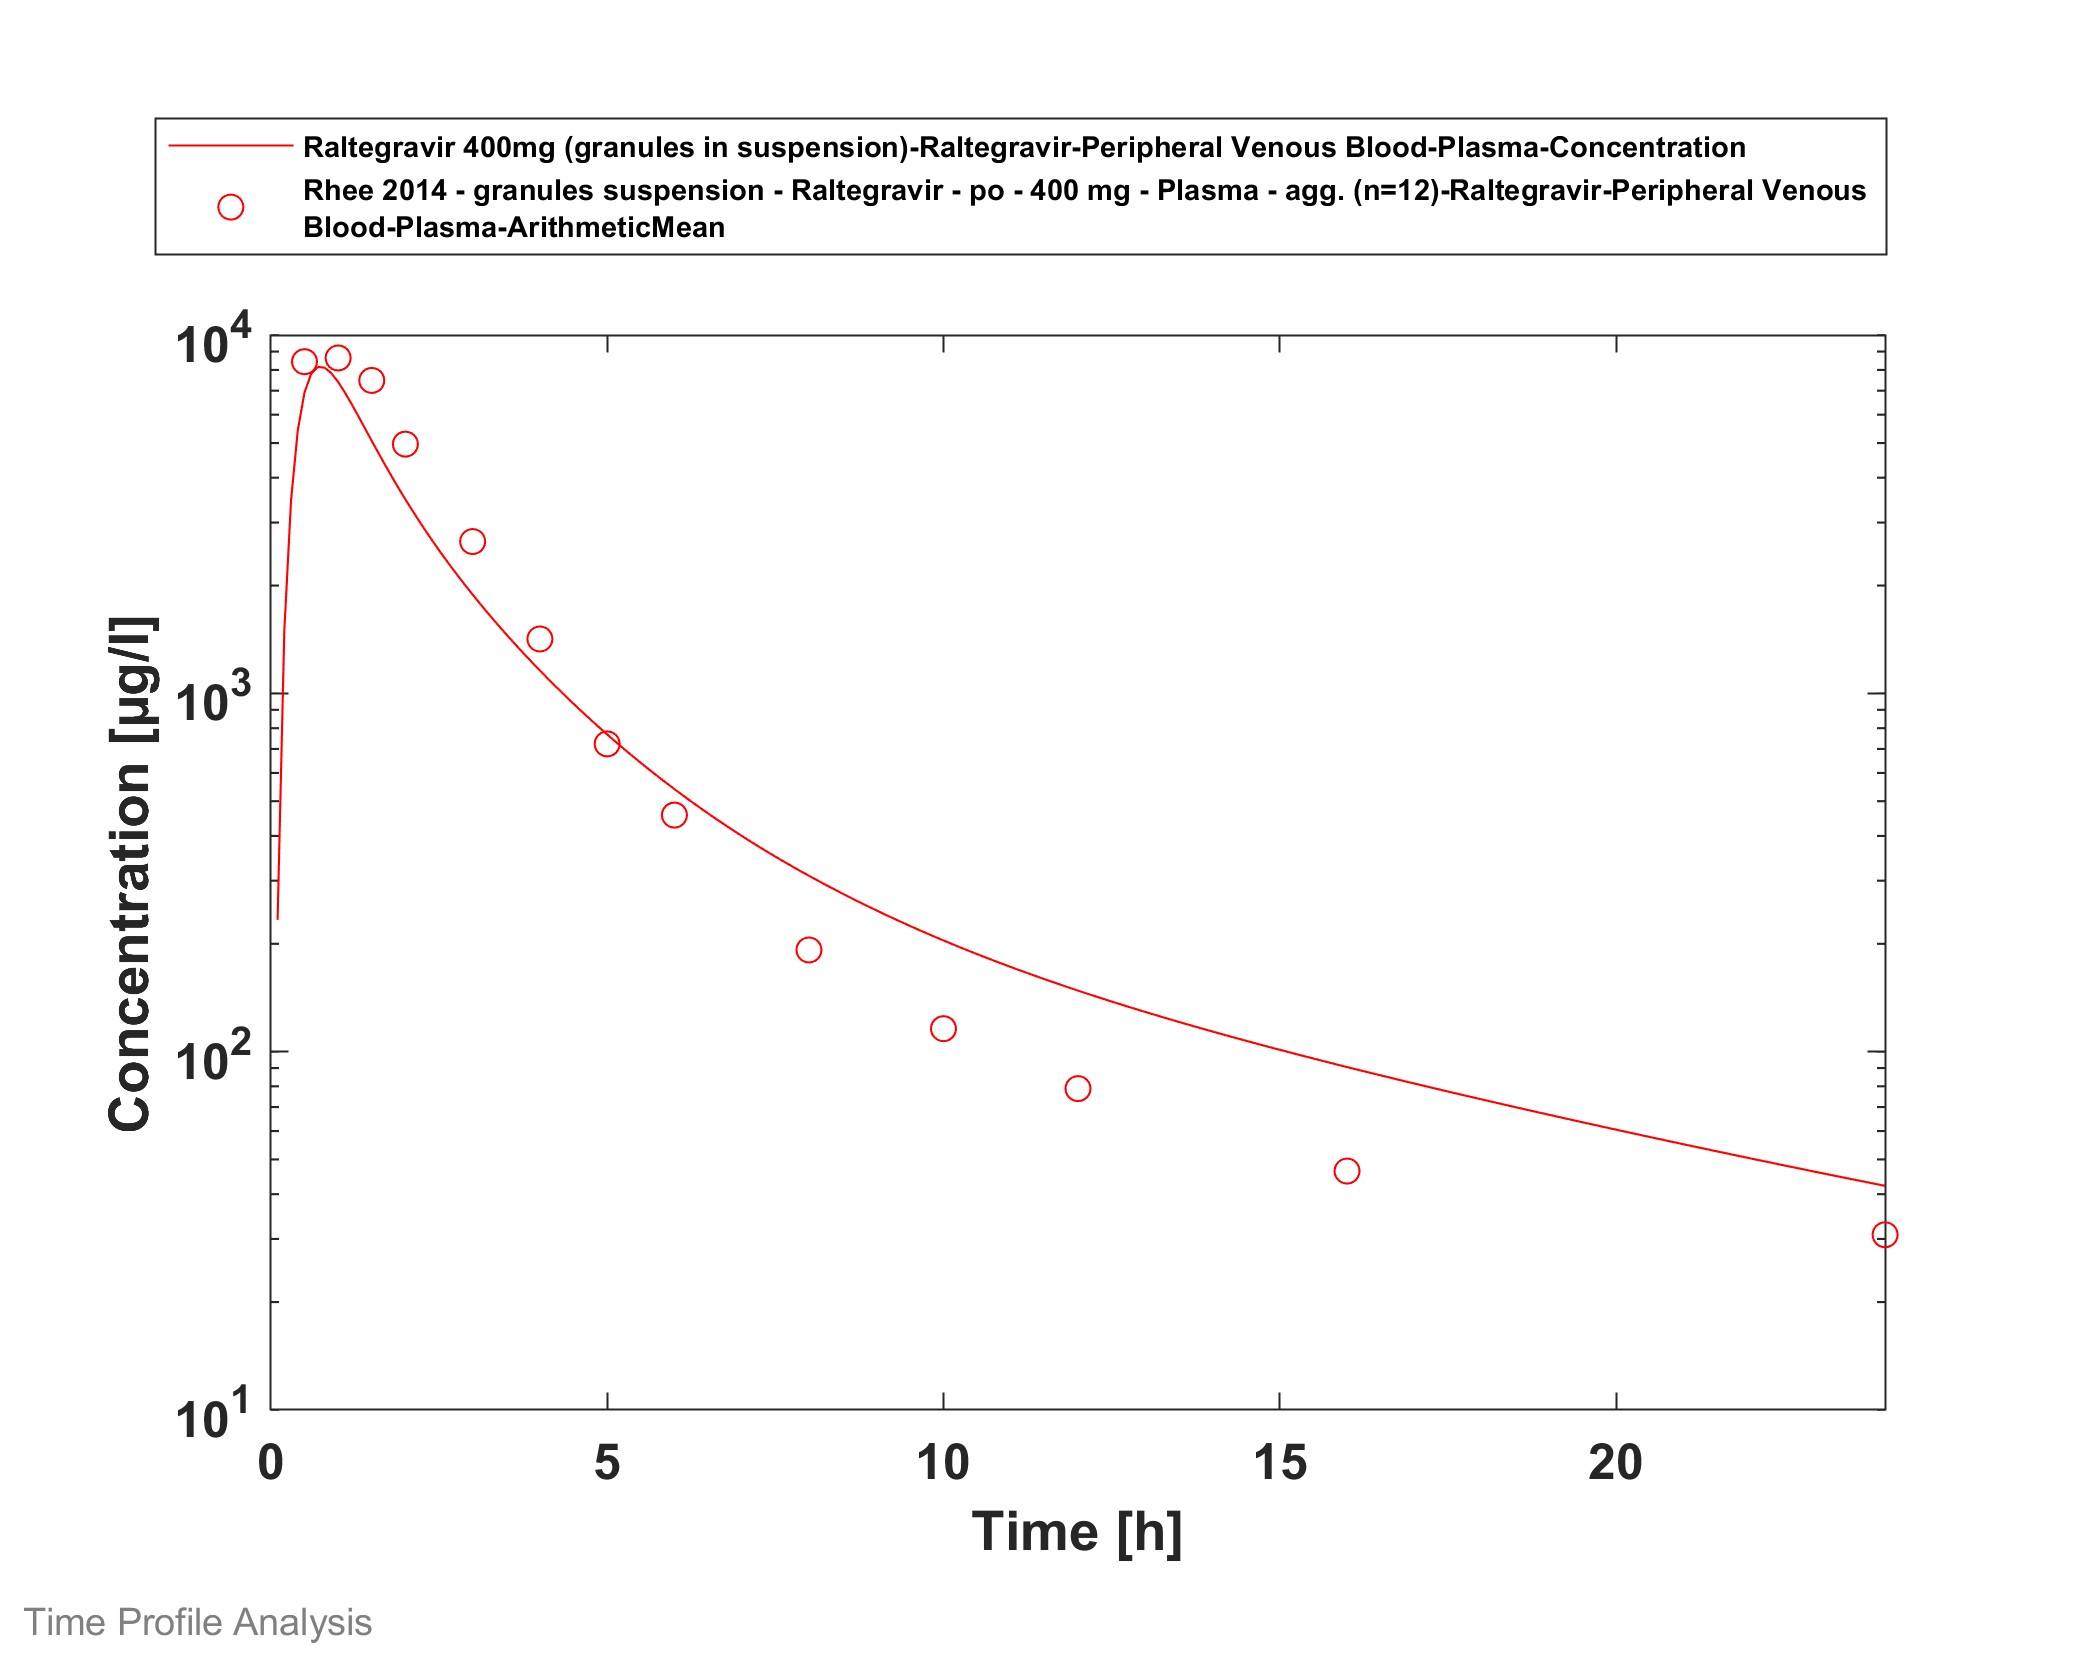 Raltegravir 400mg (granules in suspension)-Raltegravir-Peripheral Venous Blood-Plasma-Concentration
Rhee 2014 - granules suspension - Raltegravir - po - 400 mg - Plasma - agg. (n=12)-Raltegravir-Peripheral Venous
Blood-Plasma-ArithmeticMean
10^4
10^3
10^2
10^1
Concentration [µg/l]
0 5 10 15 20
Time [h]
Time Profile Analysis